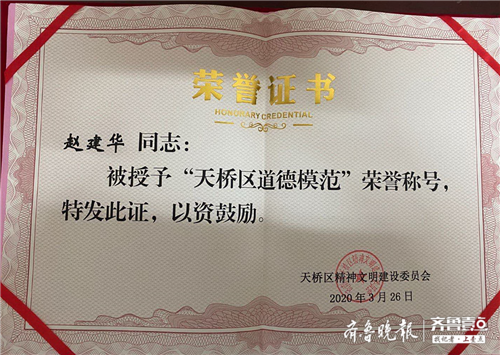 荣誉证书
HONORARY CREDENTIAL
赵建华 同志：
被授予“天桥区道德模范”荣誉称号，
特发此证，以资鼓励。
天桥区精神文明建设委员会
2020年3月26日
齐鲁晚报 齐鲁壹点